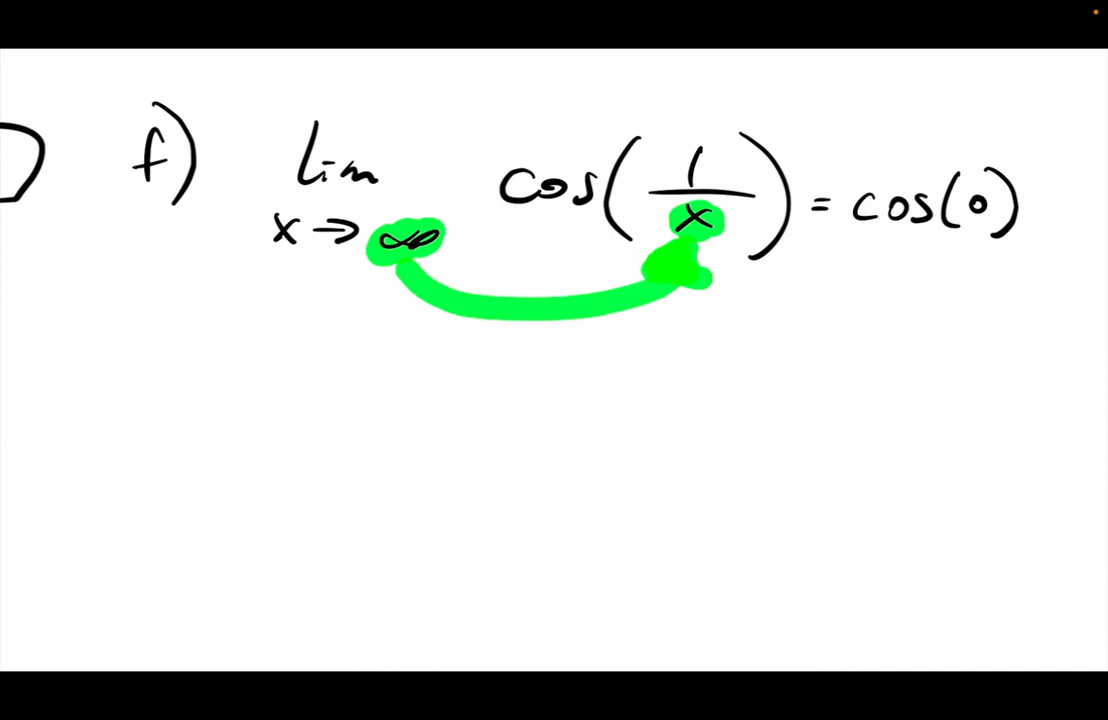 f) lim cos(1/x) = cos(0)
x → ∞